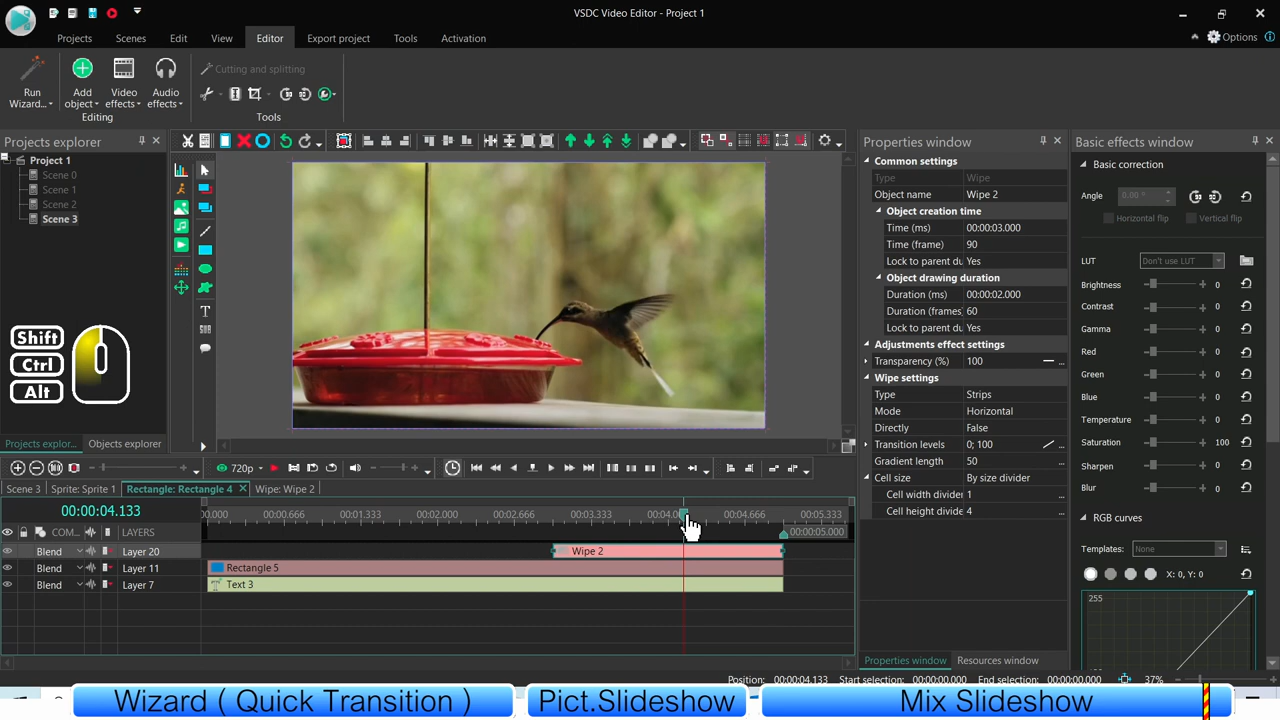 VSDC Video Editor - Project 1
Projects
Scenes
Edit
View
Editor
Export project
Tools
Activation
Options
Run
Wizard...
Add
object
Video
effects
Audio
effects
Cutting and splitting
Editing
Tools
Projects explorer
Project 1
Scene 0
Scene 1
Scene 2
Scene 3
Shift
Ctrl
Alt
Projects explor...
Objects explorer
Properties window
Common settings
Type Wipe
Object name Wipe 2
Object creation time
Time (ms) 00:00:03.000
Time (frame) 90
Lock to parent du Yes
Object drawing duration
Duration (ms) 00:00:02.000
Duration (frames 60
Lock to parent du Yes
Adjustments effect settings
Transparency (%) 100 ...
Wipe settings
Type Strips
Mode Horizontal
Directly False
Transition levels 0; 100 ...
Gradient length 50
Cell size By size divider
Cell width divider 1
Cell height divide 4
Properties window
Resources window
Basic effects window
Basic correction
Angle 0.00 °
Horizontal flip
Vertical flip
LUT Don't use LUT
Brightness 0
Contrast 0
Gamma 0
Red 0
Green 0
Blue 0
Temperature 0
Saturation 100
Sharpen 0
Blur 0
RGB curves
Templates: None
X: 0, Y: 0
255
720p
Scene 3
Sprite: Sprite 1
Rectangle: Rectangle 4
Wipe: Wipe 2
00:00:04.133
:00.000
00:00:00.666
00:00:01.333
00:00:02.000
00:00:02.666
00:00:03.333
00:00:04.666
00:00:05.333
00:00:05.000
COM...
LAYERS
Blend Layer 20 Wipe 2
Blend Layer 11 Rectangle 5
Blend Layer 7 Text 3
Position: 00:00:04.133 Start selection: 00:00:00.000 End selection: 00:00:00.000 37%
Wizard ( Quick Transition )
Pict.Slideshow
Mix Slideshow